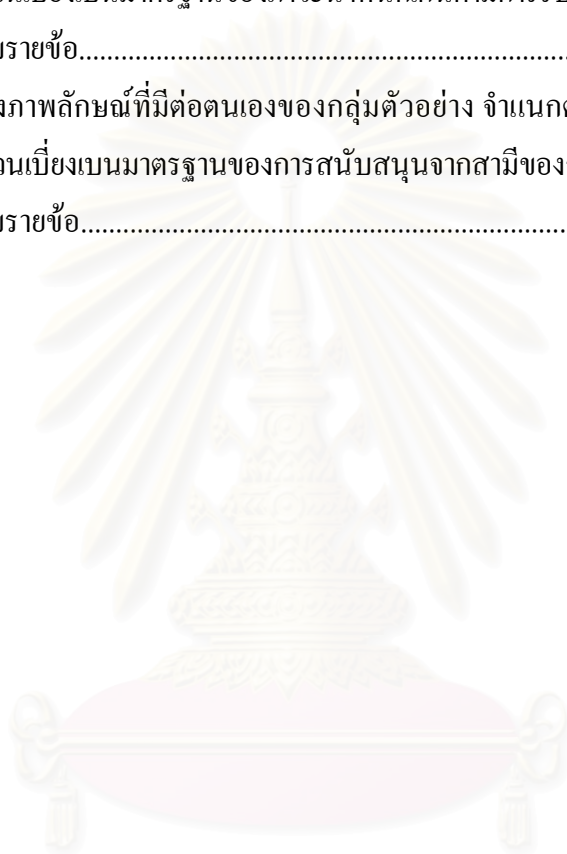 ยรายข้อ
งภาพลักษณ์ที่มีต่อตนเองของกลุ่มตัวอย่าง จำแนกต
วนเบี่ยงเบนมาตรฐานของการสนับสนุนจากสามีของ
ยรายข้อ